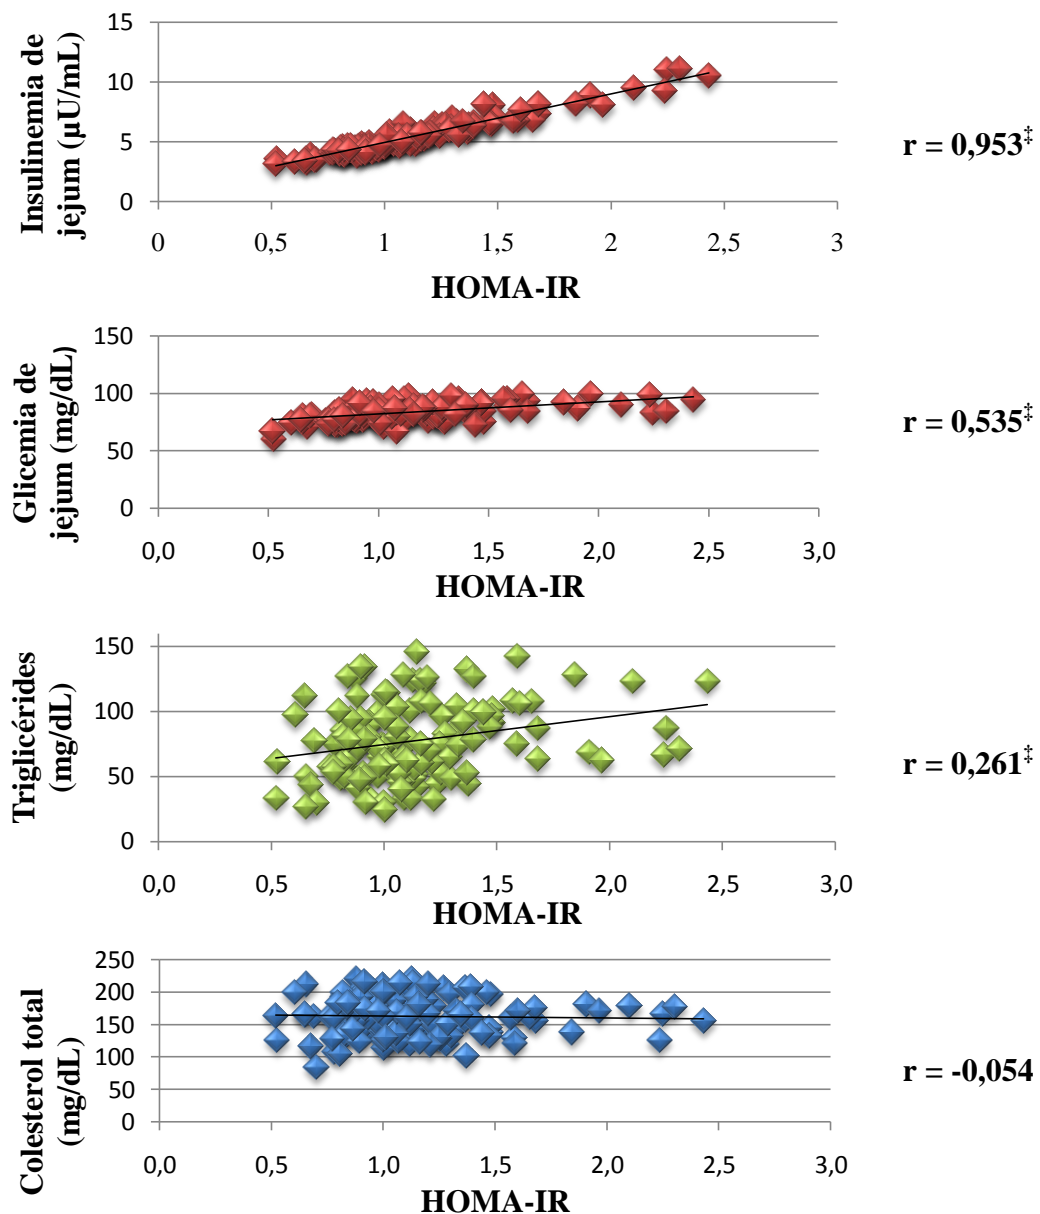 15
10
5
0
Insulinemia de
jejum (µU/mL)
0 0,5 1 1,5 2 2,5 3
HOMA-IR
r = 0,953‡
150
100
50
0
Glicemia de
jejum (mg/dL)
0,0 0,5 1,0 1,5 2,0 2,5 3,0
HOMA-IR
r = 0,535‡
150
100
50
0
Triglicérides
(mg/dL)
0,0 0,5 1,0 1,5 2,0 2,5 3,0
HOMA-IR
r = 0,261‡
250
200
150
100
50
0
Colesterol total
(mg/dL)
0,0 0,5 1,0 1,5 2,0 2,5 3,0
HOMA-IR
r = -0,054